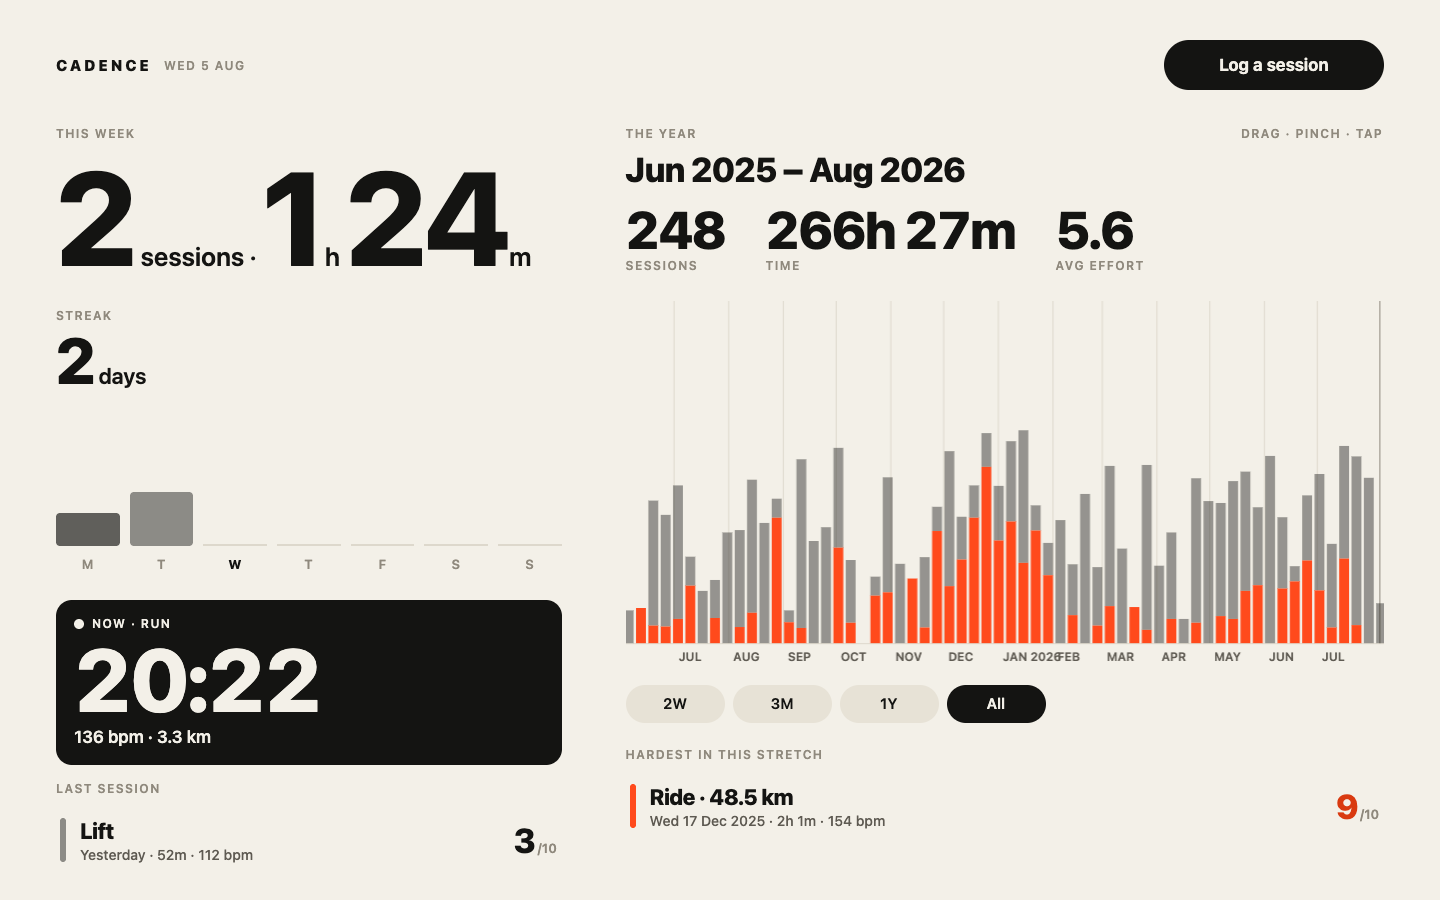 CADENCE WED 5 AUG
Log a session
THIS WEEK
2 sessions · 1 h 24 m
STREAK
2 days
M T W T F S S
NOW · RUN
20:22
136 bpm · 3.3 km
LAST SESSION
Lift
Yesterday · 52m · 112 bpm
3/10
THE YEAR
DRAG · PINCH · TAP
Jun 2025 – Aug 2026
248 266h 27m 5.6
SESSIONS TIME AVG EFFORT
JUL AUG SEP OCT NOV DEC JAN 2026 FEB MAR APR MAY JUN JUL
2W 3M 1Y All
HARDEST IN THIS STRETCH
Ride · 48.5 km
Wed 17 Dec 2025 · 2h 1m · 154 bpm
9/10